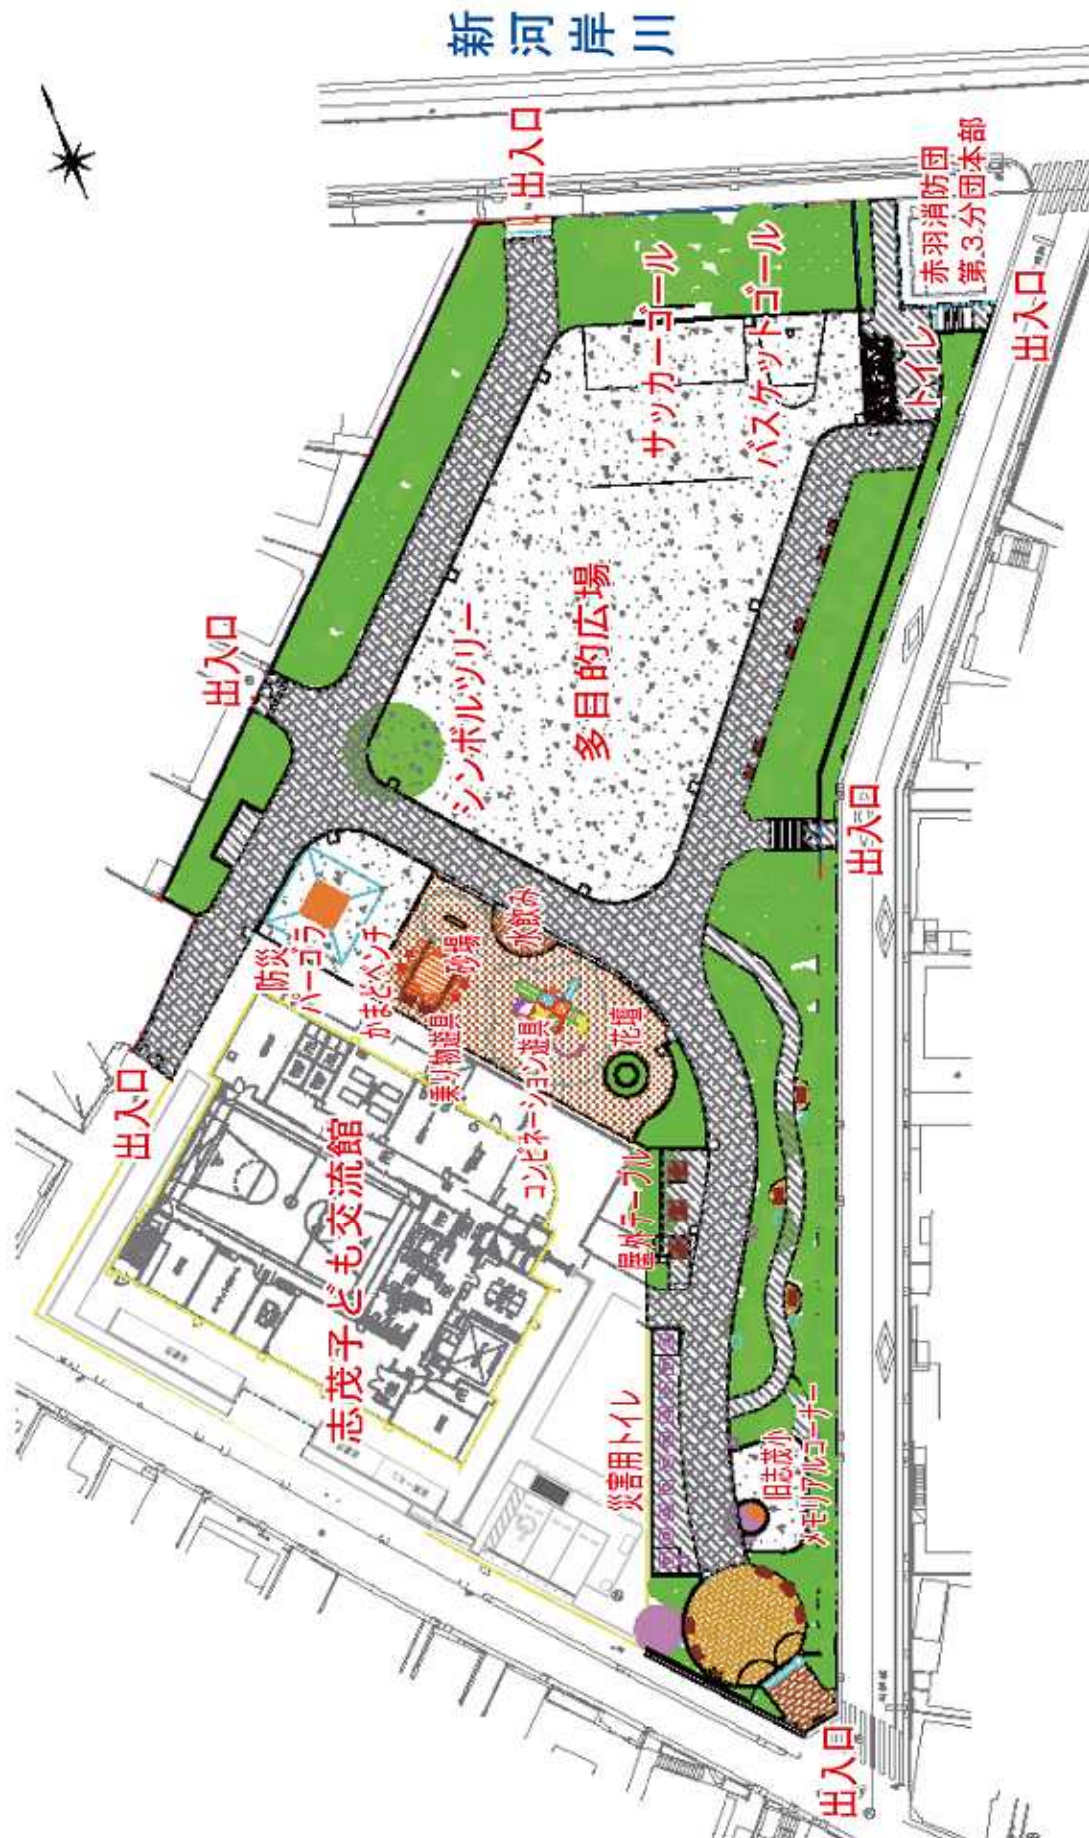 新河岸川
出入口
赤羽消防団
第3分団本部
出入口
サッカーゴール
バスケットゴール
トイレ
出入口
シンボルツリー
多目的広場
出入口
防災
パーゴラ
かまどベンチ
砂場
水飲み
乗り物遊具
コンビネーション遊具
花壇
出入口
志茂子ども交流館
屋外テーブル
災害用トイレ
旧志茂小
メモリアルコーナー
出入口